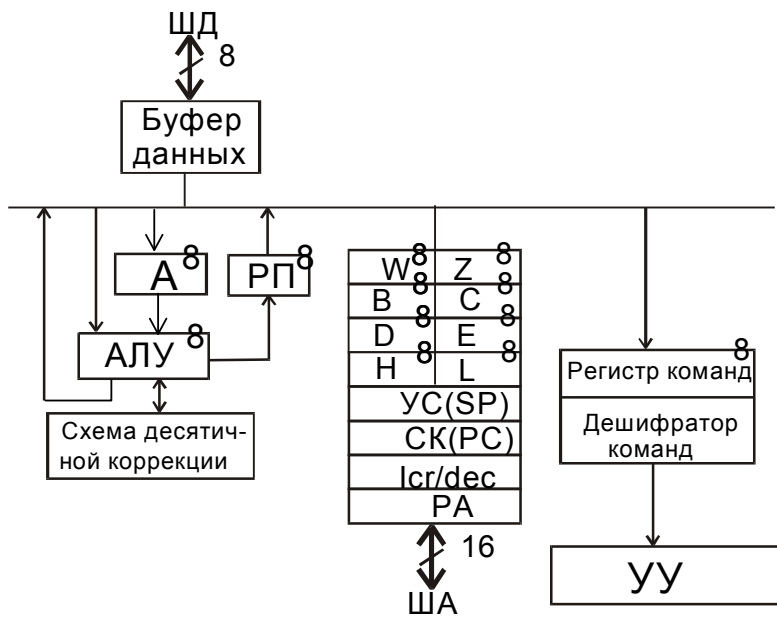 ШД
8
Буфер
данных
А 8
РП 8
АЛУ 8
Схема десятич-
ной коррекции
W 8 Z 8
B 8 C 8
D 8 E 8
H 8 L 8
УС(SP)
СК(PC)
Icr/dec
РА
16
ША
Регистр команд 8
Дешифратор
команд
УУ